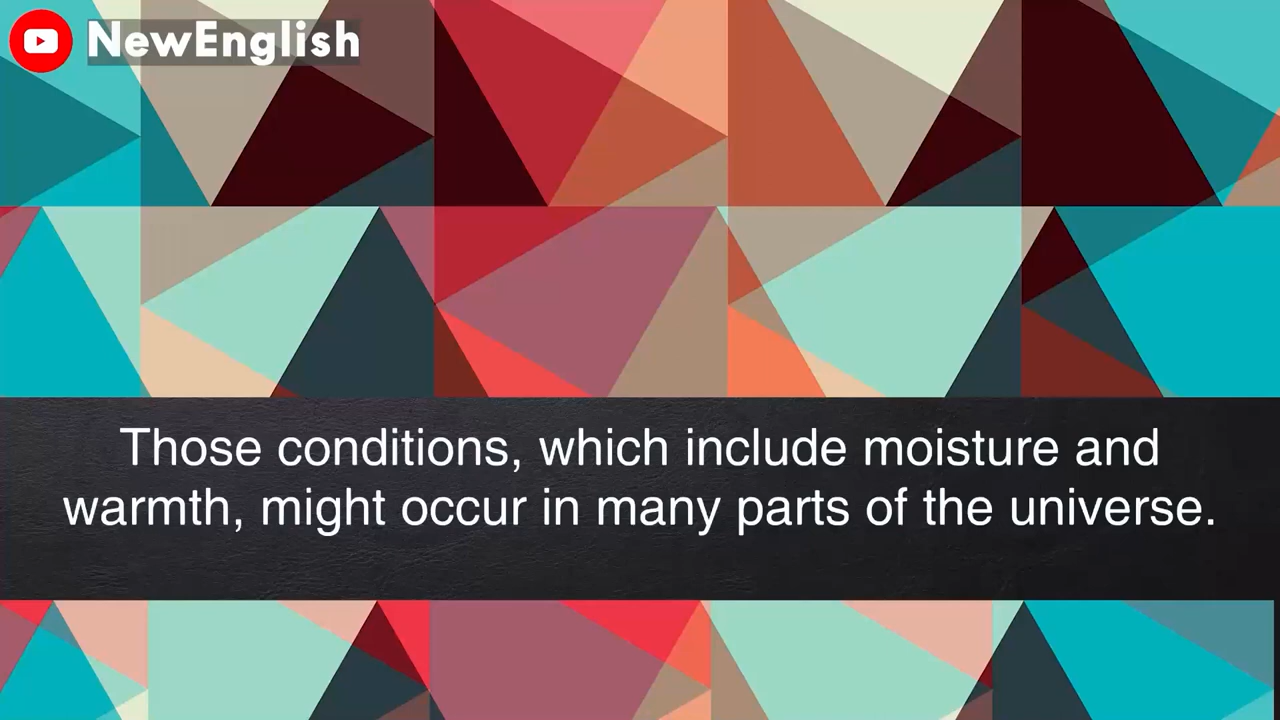 NewEnglish
Those conditions, which include moisture and
warmth, might occur in many parts of the universe.